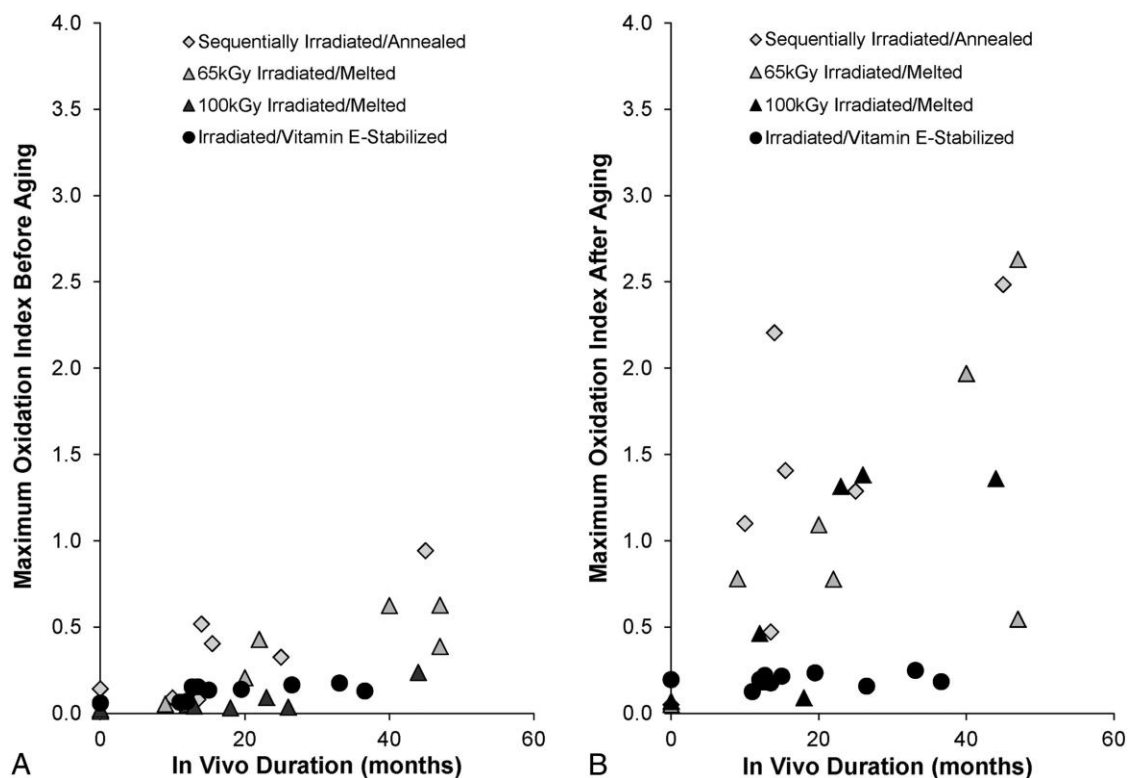 4.0
3.5
3.0
2.5
2.0
1.5
1.0
0.5
0.0
Maximum Oxidation Index Before Aging
Sequentially Irradiated/Annealed
65kGy Irradiated/Melted
100kGy Irradiated/Melted
Irradiated/Vitamin E-Stabilized
0 20 40 60
In Vivo Duration (months)
A
4.0
3.5
3.0
2.5
2.0
1.5
1.0
0.5
0.0
Maximum Oxidation Index After Aging
Sequentially Irradiated/Annealed
65kGy Irradiated/Melted
100kGy Irradiated/Melted
Irradiated/Vitamin E-Stabilized
0 20 40 60
In Vivo Duration (months)
B